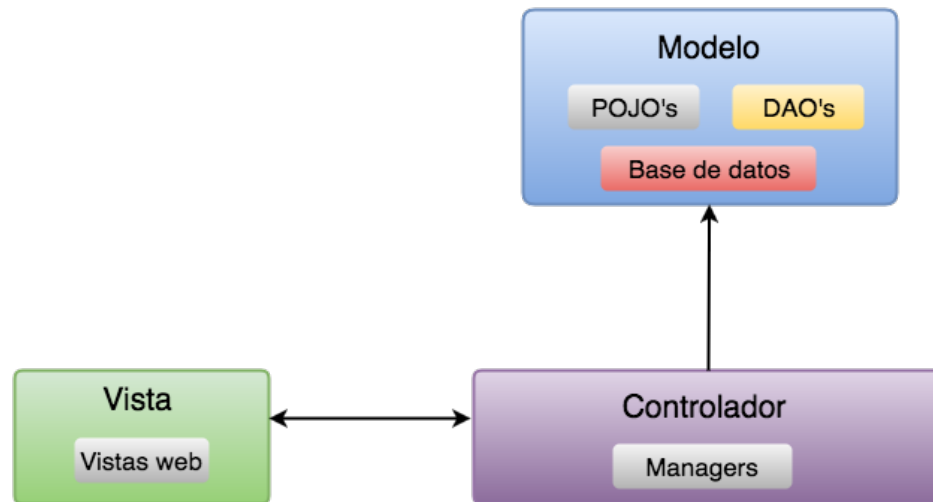 Modelo
POJO's
DAO's
Base de datos
Vista
Vistas web
Controlador
Managers